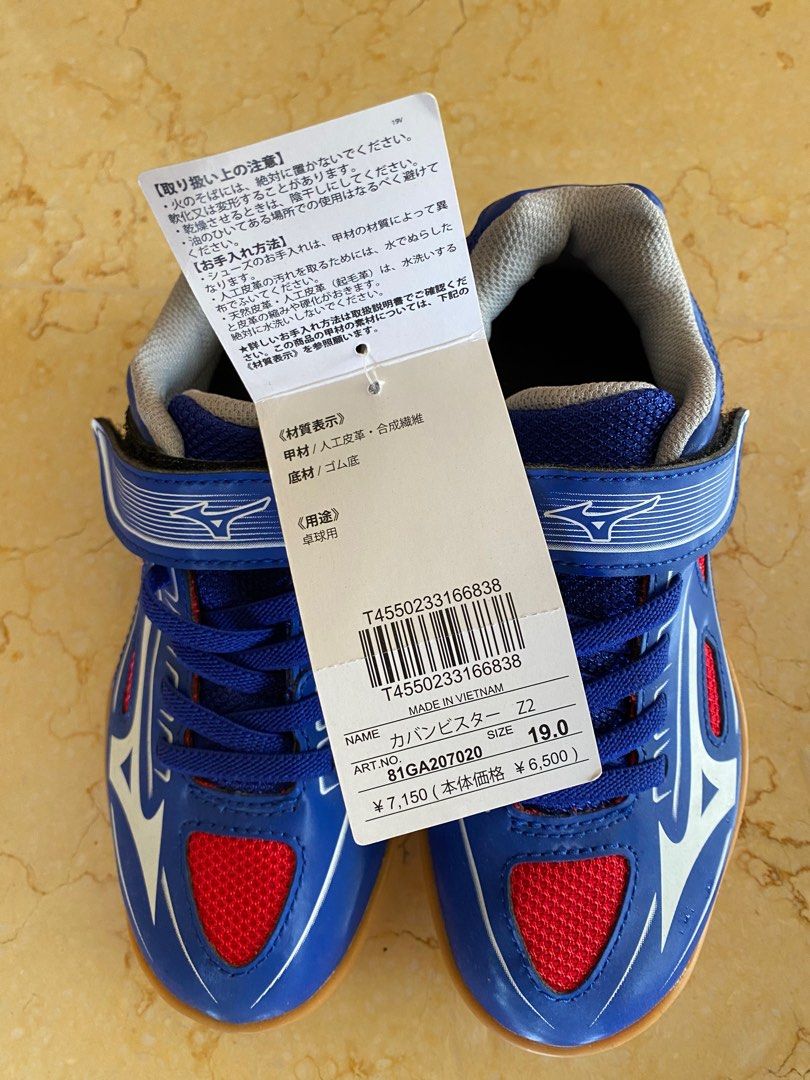 19V
【取り扱い上の注意】
・火のそばには、絶対に置かないでください。
軟化又は変形することがあります。
・乾燥させるときは、陰干しにしてください。
・油のひいてある場所での使用はなるべく避けて
ください。
【お手入れ方法】
・シューズのお手入れは、甲材の材質によって異
なります。
・人工皮革の汚れを取るためには、水でぬらした
布でふいてください。
・天然皮革・人工皮革（起毛革）は、水洗いする
と皮革の縮みや硬化がおきます。
絶対に水洗いしないでください。
★詳しいお手入れ方法は取扱説明書でご確認くだ
さい。この商品の甲材の素材については、下記の
《材質表示》を参照願います。
《材質表示》
甲材 / 人工皮革・合成繊維
底材 / ゴム底
《用途》
卓球用
T4550233166838
T4550233166838
MADE IN VIETNAM
NAME カバンビスター Z2
ART.NO. 81GA207020 SIZE 19.0
￥7,150 ( 本体価格 ￥6,500 )